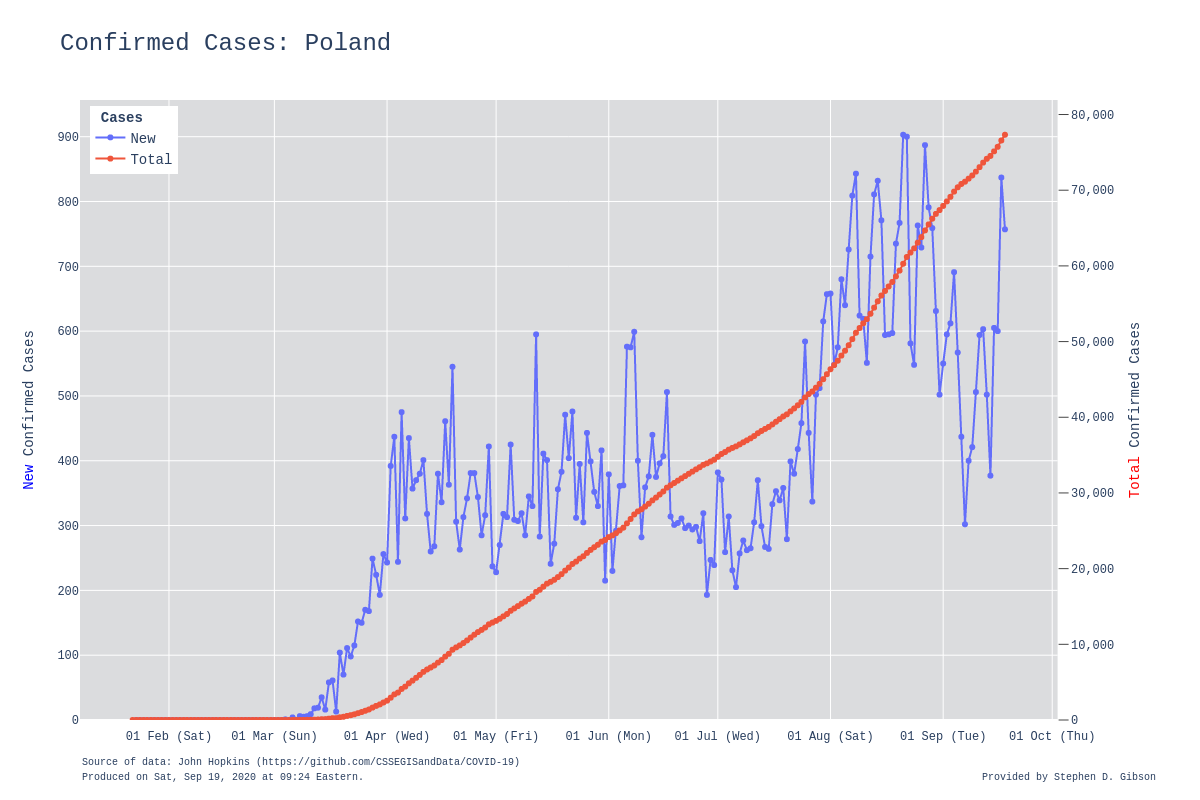 Confirmed Cases: Poland
Cases
New
Total
900
800
700
600
500
400
300
200
100
0
80,000
70,000
60,000
50,000
40,000
30,000
20,000
10,000
0
New Confirmed Cases
Total Confirmed Cases
01 Feb (Sat) 01 Mar (Sun) 01 Apr (Wed) 01 May (Fri) 01 Jun (Mon) 01 Jul (Wed) 01 Aug (Sat) 01 Sep (Tue) 01 Oct (Thu)
Source of data: John Hopkins (https://github.com/CSSEGISandData/COVID-19)
Produced on Sat, Sep 19, 2020 at 09:24 Eastern.
Provided by Stephen D. Gibson